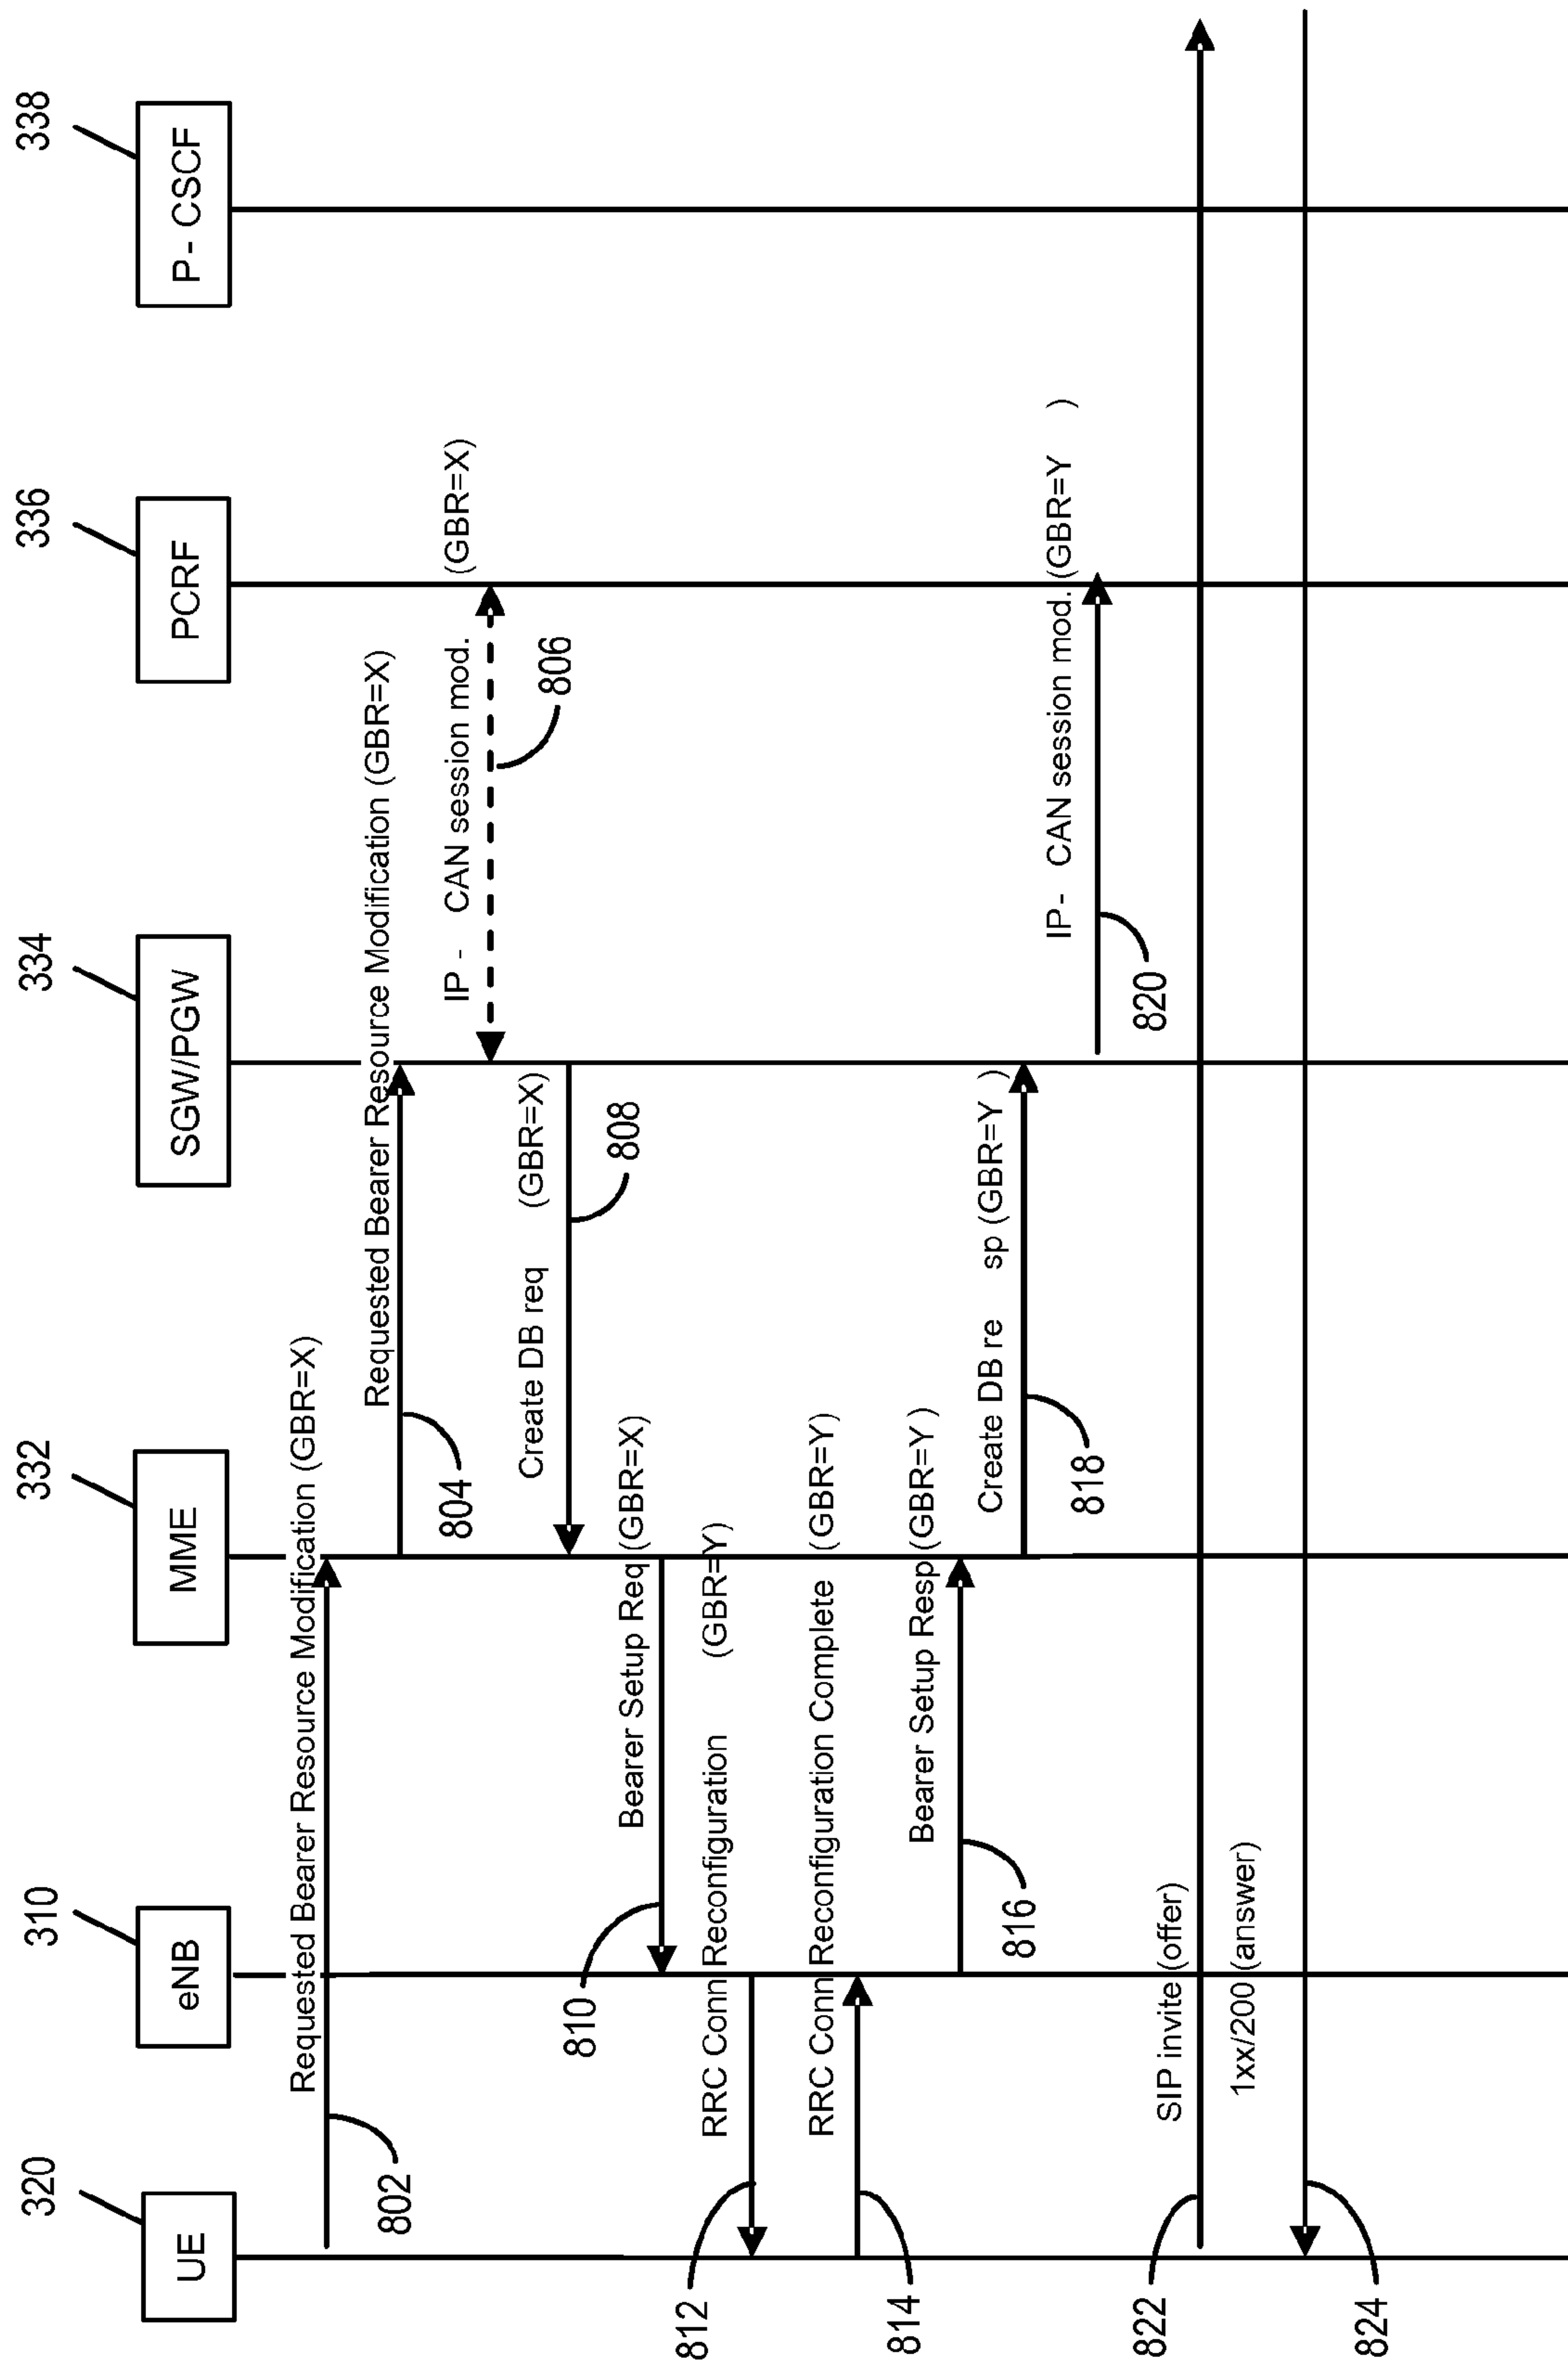 320
310
332
334
336
338
UE
eNB
MME
SGW/PGW
PCRF
P - CSCF
Requested Bearer Resource Modification (GBR=X)
802
Requested Bearer Resource Modification (GBR=X)
804
IP - CAN session mod. (GBR=X)
806
Create DB req (GBR=X)
808
Bearer Setup Req (GBR=X)
810
RRC Conn Reconfiguration (GBR=Y)
812
RRC Conn Reconfiguration Complete (GBR=Y)
814
Bearer Setup Resp (GBR=Y )
816
Create DB re sp (GBR=Y )
818
IP - CAN session mod. (GBR=Y )
820
SIP invite (offer)
822
1xx/200 (answer)
824